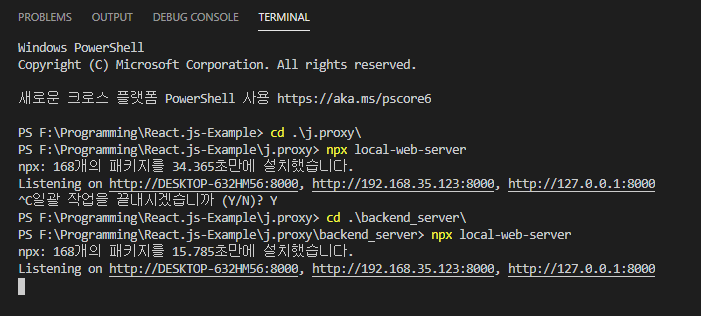 PROBLEMS OUTPUT DEBUG CONSOLE TERMINAL
Windows PowerShell
Copyright (C) Microsoft Corporation. All rights reserved.
새로운 크로스 플랫폼 PowerShell 사용 https://aka.ms/pscore6
PS F:\Programming\React.js-Example> cd .\j.proxy\
PS F:\Programming\React.js-Example\j.proxy> npx local-web-server
npx: 168개의 패키지를 34.365초만에 설치했습니다.
Listening on http://DESKTOP-632HM56:8000, http://192.168.35.123:8000, http://127.0.0.1:8000
^C일괄 작업을 끝내시겠습니까 (Y/N)? Y
PS F:\Programming\React.js-Example\j.proxy> cd .\backend_server\
PS F:\Programming\React.js-Example\j.proxy\backend_server> npx local-web-server
npx: 168개의 패키지를 15.785초만에 설치했습니다.
Listening on http://DESKTOP-632HM56:8000, http://192.168.35.123:8000, http://127.0.0.1:8000